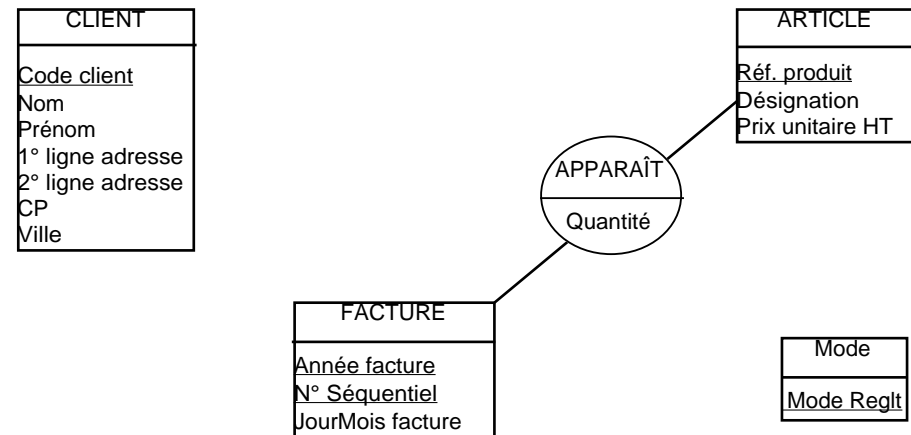 CLIENT
Code client
Nom
Prénom
1° ligne adresse
2° ligne adresse
CP
Ville
ARTICLE
Réf. produit
Désignation
Prix unitaire HT
APPARAÎT
Quantité
FACTURE
Année facture
N° Séquentiel
JourMois facture
Mode
Mode Reglt